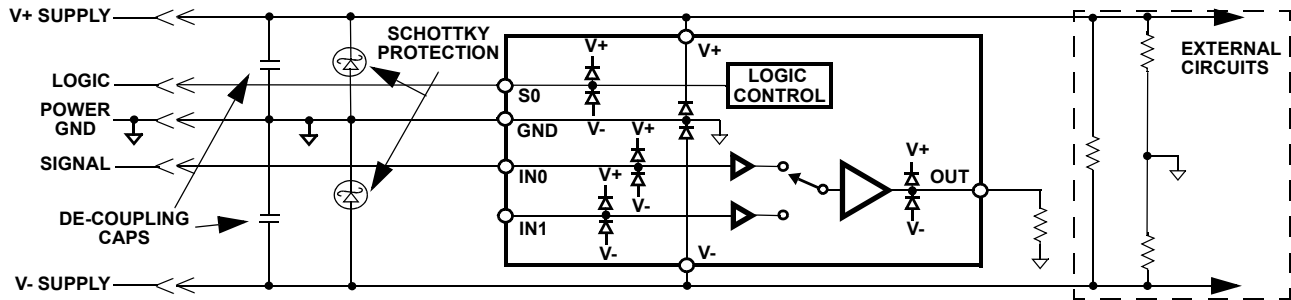 V+ SUPPLY
LOGIC
POWER
GND
SIGNAL
DE-COUPLING
CAPS
V- SUPPLY
SCHOTTKY
PROTECTION
V+
V+
S0
V-
LOGIC
CONTROL
GND
V+
IN0
V-
V+
IN1
V-
V+
OUT
V-
V-
EXTERNAL
CIRCUITS